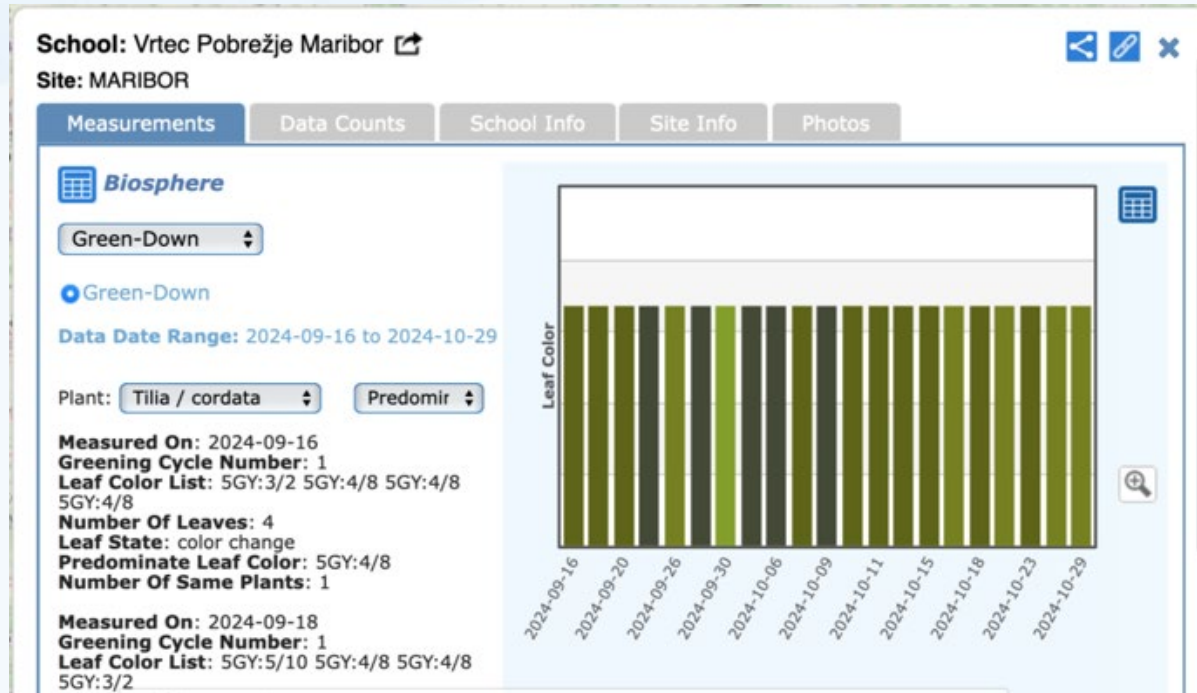 School: Vrtec Pobrežje Maribor
Site: MARIBOR
Measurements
Data Counts
School Info
Site Info
Photos
Biosphere
Green-Down
Green-Down
Data Date Range: 2024-09-16 to 2024-10-29
Plant: Tilia / cordata
Predomir
Measured On: 2024-09-16
Greening Cycle Number: 1
Leaf Color List: 5GY:3/2 5GY:4/8 5GY:4/8
5GY:4/8
Number Of Leaves: 4
Leaf State: color change
Predominate Leaf Color: 5GY:4/8
Number Of Same Plants: 1
Measured On: 2024-09-18
Greening Cycle Number: 1
Leaf Color List: 5GY:5/10 5GY:4/8 5GY:4/8
5GY:3/2
Leaf Color
2024-09-16
2024-09-20
2024-09-26
2024-09-30
2024-10-06
2024-10-09
2024-10-11
2024-10-15
2024-10-18
2024-10-23
2024-10-29